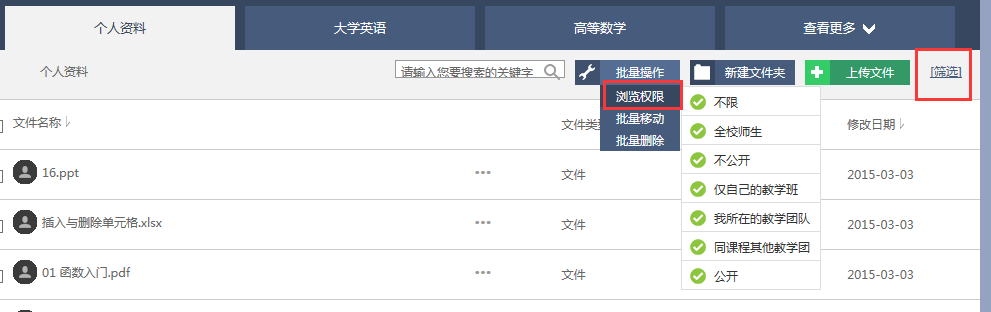 个人资料
大学英语
高等数学
查看更多
个人资料
请输入您要搜索的关键字
批量操作
新建文件夹
上传文件
[筛选]
浏览权限
批量移动
批量删除
不限
全校师生
不公开
仅自己的教学班
我所在的教学团队
同课程其他教学团
公开
文件名称
文件类
修改日期
16.ppt
文件
2015-03-03
插入与删除单元格.xlsx
文件
2015-03-03
01 函数入门.pdf
文件
2015-03-03